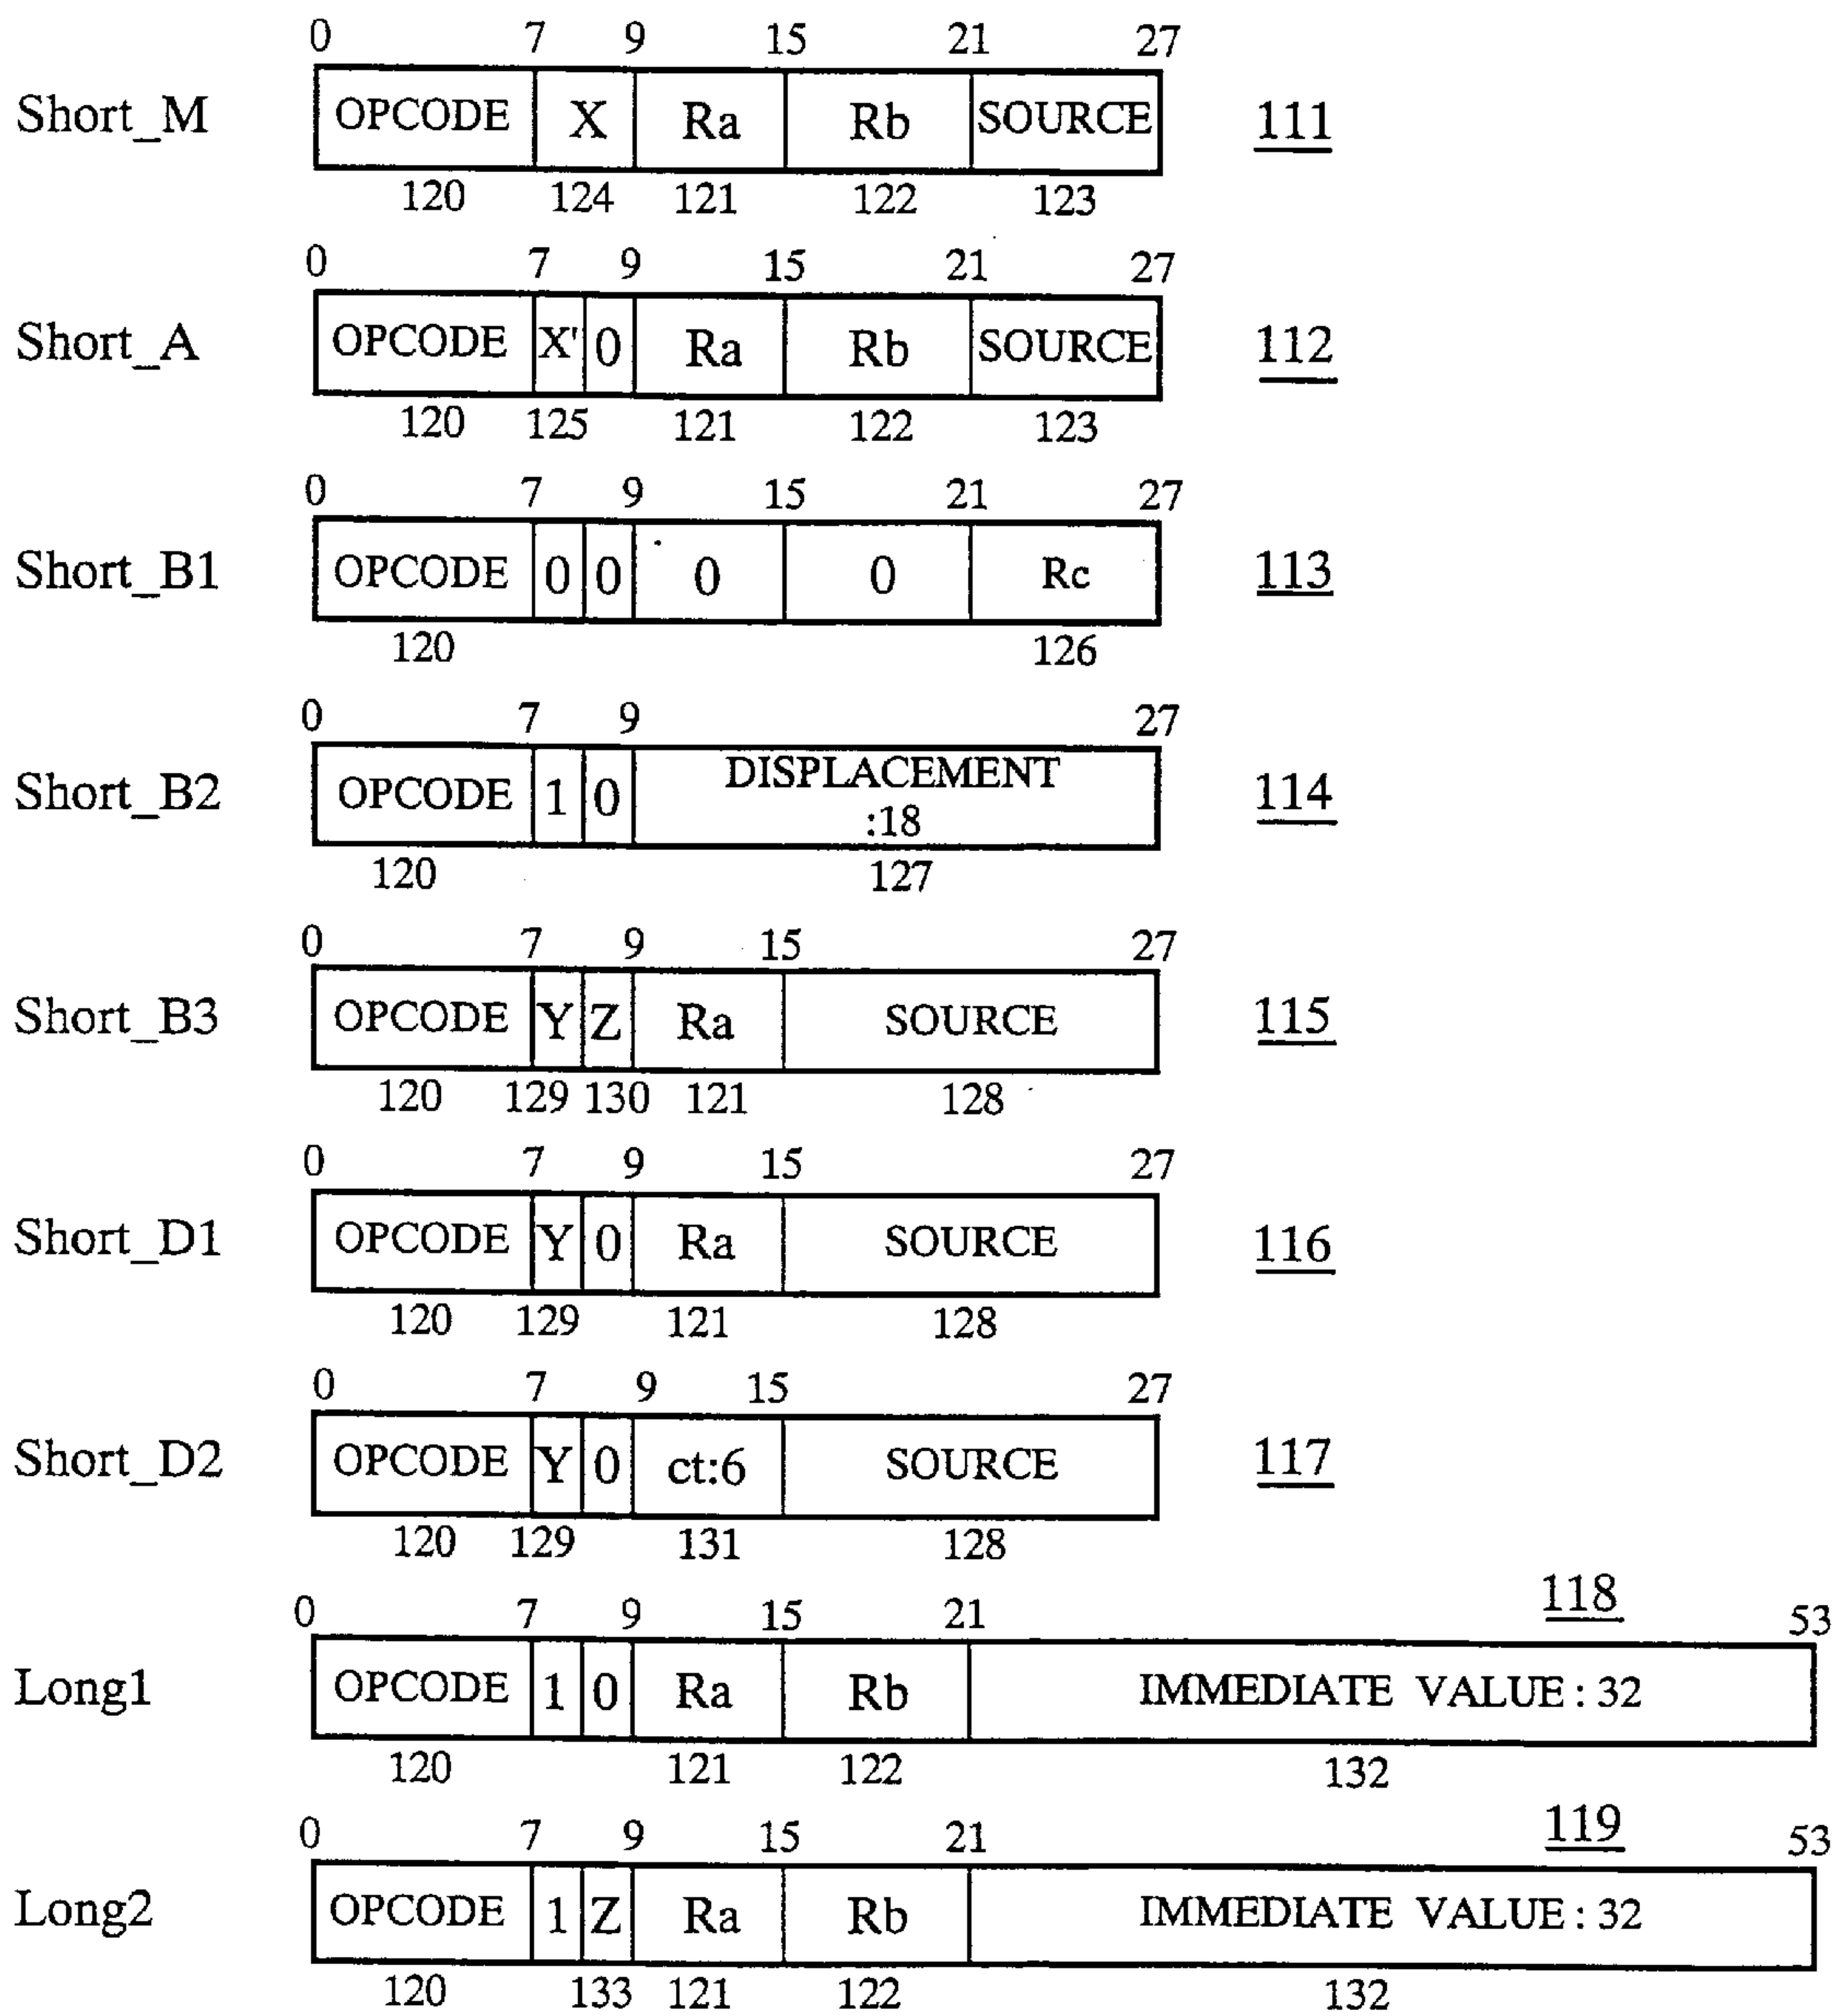 0 7 9 15 21 27
Short_M OPCODE X Ra Rb SOURCE 111
120 124 121 122 123
0 7 9 15 21 27
Short_A OPCODE X' 0 Ra Rb SOURCE 112
120 125 121 122 123
0 7 9 15 21 27
Short_B1 OPCODE 0 0 0 0 Rc 113
120 126
0 7 9 27
Short_B2 OPCODE 1 0 DISPLACEMENT 114
:18
120 127
0 7 9 15 27
Short_B3 OPCODE Y Z Ra SOURCE 115
120 129 130 121 128
0 7 9 15 27
Short_D1 OPCODE Y 0 Ra SOURCE 116
120 129 121 128
0 7 9 15 27
Short_D2 OPCODE Y 0 ct:6 SOURCE 117
120 129 131 128
0 7 9 15 21 118 53
Long1 OPCODE 1 0 Ra Rb IMMEDIATE VALUE : 32
120 121 122 132
0 7 9 15 21 119 53
Long2 OPCODE 1 Z Ra Rb IMMEDIATE VALUE : 32
120 133 121 122 132